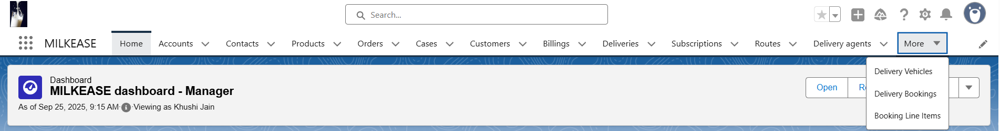 Search...
MILKEASE Home Accounts Contacts Products Orders Cases Customers Billings Deliveries Subscriptions Routes Delivery agents More
Delivery Vehicles
Delivery Bookings
Booking Line Items
Dashboard
MILKEASE dashboard - Manager
As of Sep 25, 2025, 9:15 AM·Viewing as Khushi Jain
Open